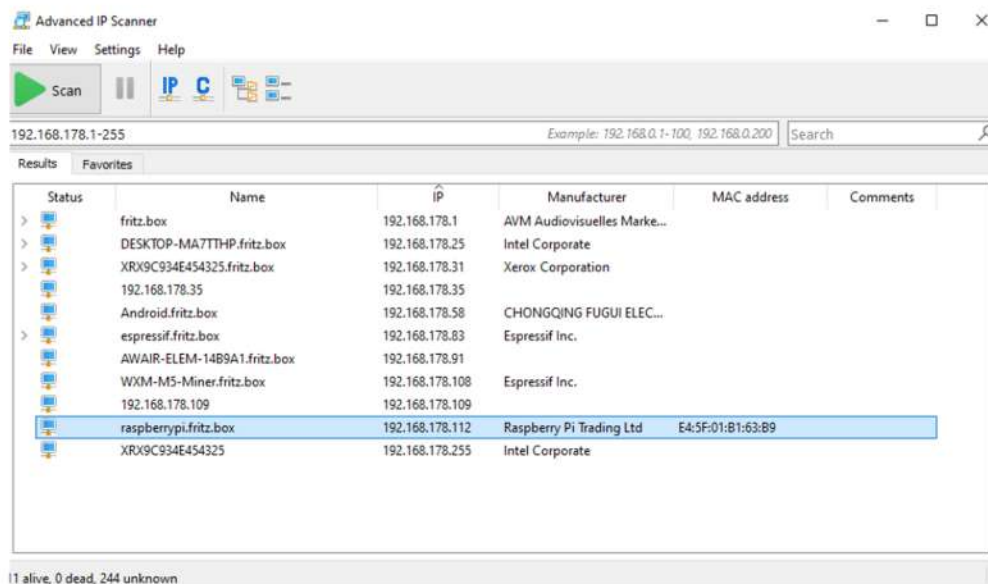 Advanced IP Scanner
File View Settings Help
Scan IP C
192.168.178.1-255 Example: 192.168.0.1-100, 192.168.0.200 Search
Results Favorites
Status Name IP Manufacturer MAC address Comments
fritz.box 192.168.178.1 AVM Audiovisuelles Marke...
DESKTOP-MA7TTHP.fritz.box 192.168.178.25 Intel Corporate
XRX9C934E454325.fritz.box 192.168.178.31 Xerox Corporation
192.168.178.35 192.168.178.35
Android.fritz.box 192.168.178.58 CHONGQING FUGUI ELEC...
espressif.fritz.box 192.168.178.83 Espressif Inc.
AWAIR-ELEM-14B9A1.fritz.box 192.168.178.91
WXM-M5-Miner.fritz.box 192.168.178.108 Espressif Inc.
192.168.178.109 192.168.178.109
raspberrypi.fritz.box 192.168.178.112 Raspberry Pi Trading Ltd E4:5F:01:B1:63:B9
XRX9C934E454325 192.168.178.255 Intel Corporate
11 alive, 0 dead, 244 unknown